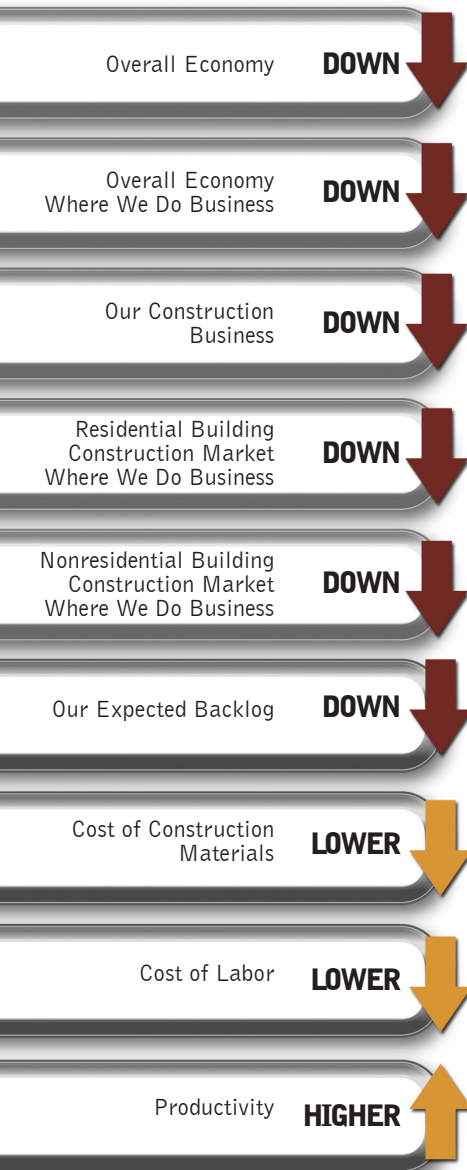 Overall Economy DOWN
Overall Economy
Where We Do Business DOWN
Our Construction
Business DOWN
Residential Building
Construction Market
Where We Do Business DOWN
Nonresidential Building
Construction Market
Where We Do Business DOWN
Our Expected Backlog DOWN
Cost of Construction
Materials LOWER
Cost of Labor LOWER
Productivity HIGHER